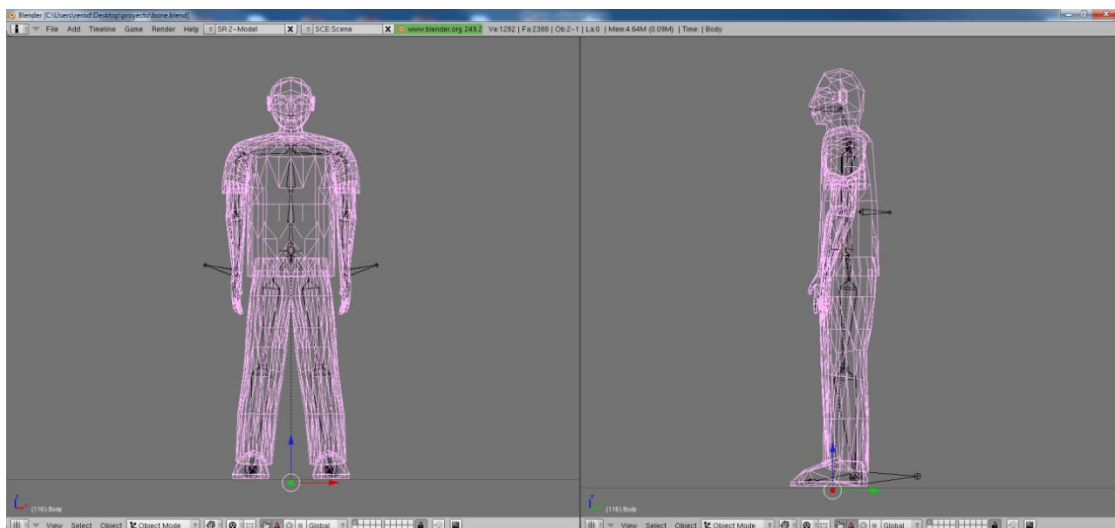 Blender [C:\Users\rerod\Desktop\proyecto\bone.blend]
File Add Timeline Game Render Help SR:2-Model X SCE:Scene X www.blender.org 249.2 Ve:1282 | Fa:2388 | Ob:2-1 | La:0 | Mem:4.64M (0.09M) | Time: | Body
z x
(116) Body
z y
(116) Body
View Select Object Object Mode Global
View Select Object Object Mode Global